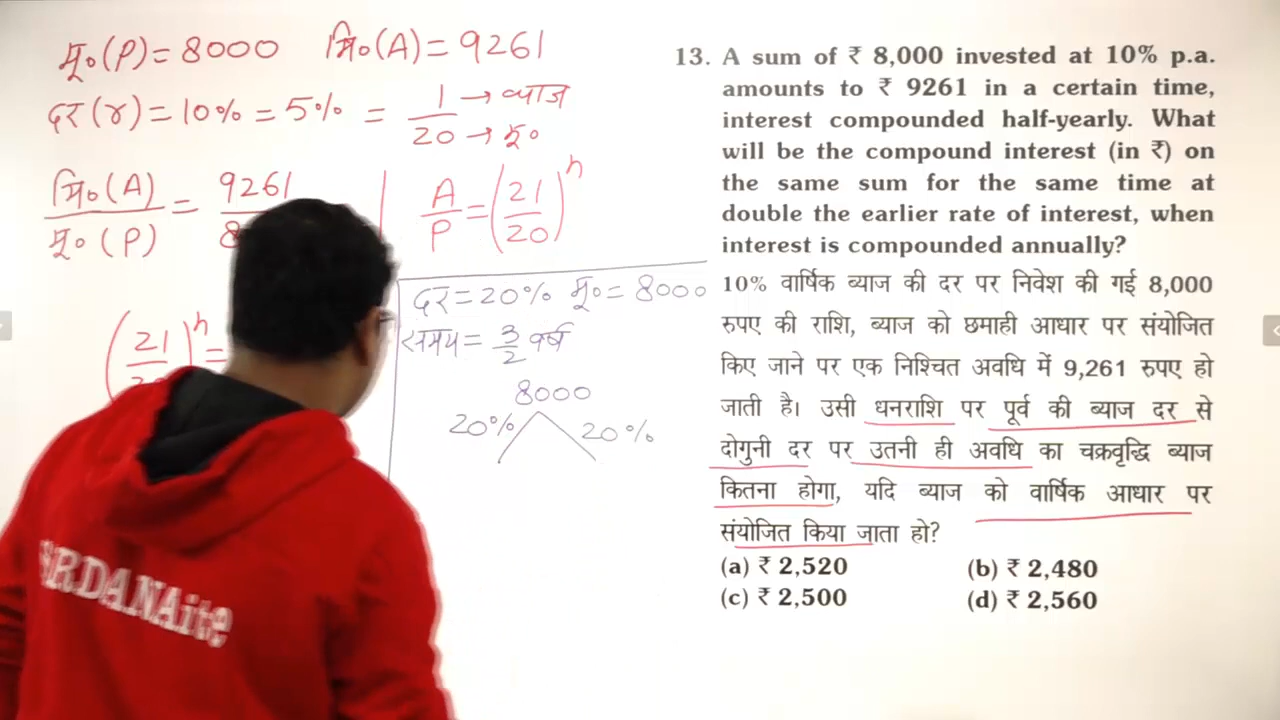 मू०(P) = 8000 मि०(A) = 9261
दर(r) = 10% = 5% = 1/20 → व्याज → मू०
मि०(A)/मू०(P) = 9261/8
A/P = (21/20)^n
(21/2)^n =
दर = 20% मू० = 8000
समय = 3/2 वर्ष
8000
20% 20%
SIRDANAite
13. A sum of ₹ 8,000 invested at 10% p.a.
amounts to ₹ 9261 in a certain time,
interest compounded half-yearly. What
will be the compound interest (in ₹) on
the same sum for the same time at
double the earlier rate of interest, when
interest is compounded annually?
10% वार्षिक ब्याज की दर पर निवेश की गई 8,000
रुपए की राशि, ब्याज को छमाही आधार पर संयोजित
किए जाने पर एक निश्चित अवधि में 9,261 रुपए हो
जाती है। उसी धनराशि पर पूर्व की ब्याज दर से
दोगुनी दर पर उतनी ही अवधि का चक्रवृद्धि ब्याज
कितना होगा, यदि ब्याज को वार्षिक आधार पर
संयोजित किया जाता हो?
(a) ₹ 2,520 (b) ₹ 2,480
(c) ₹ 2,500 (d) ₹ 2,560